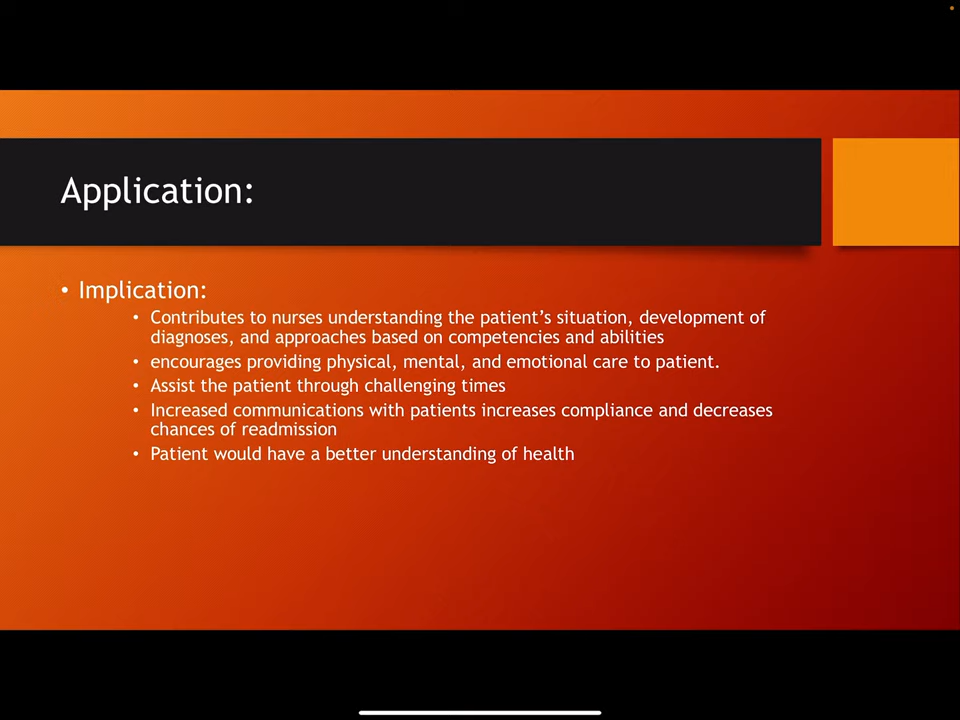 Application:
• Implication:
• Contributes to nurses understanding the patient’s situation, development of
diagnoses, and approaches based on competencies and abilities
• encourages providing physical, mental, and emotional care to patient.
• Assist the patient through challenging times
• Increased communications with patients increases compliance and decreases
chances of readmission
• Patient would have a better understanding of health